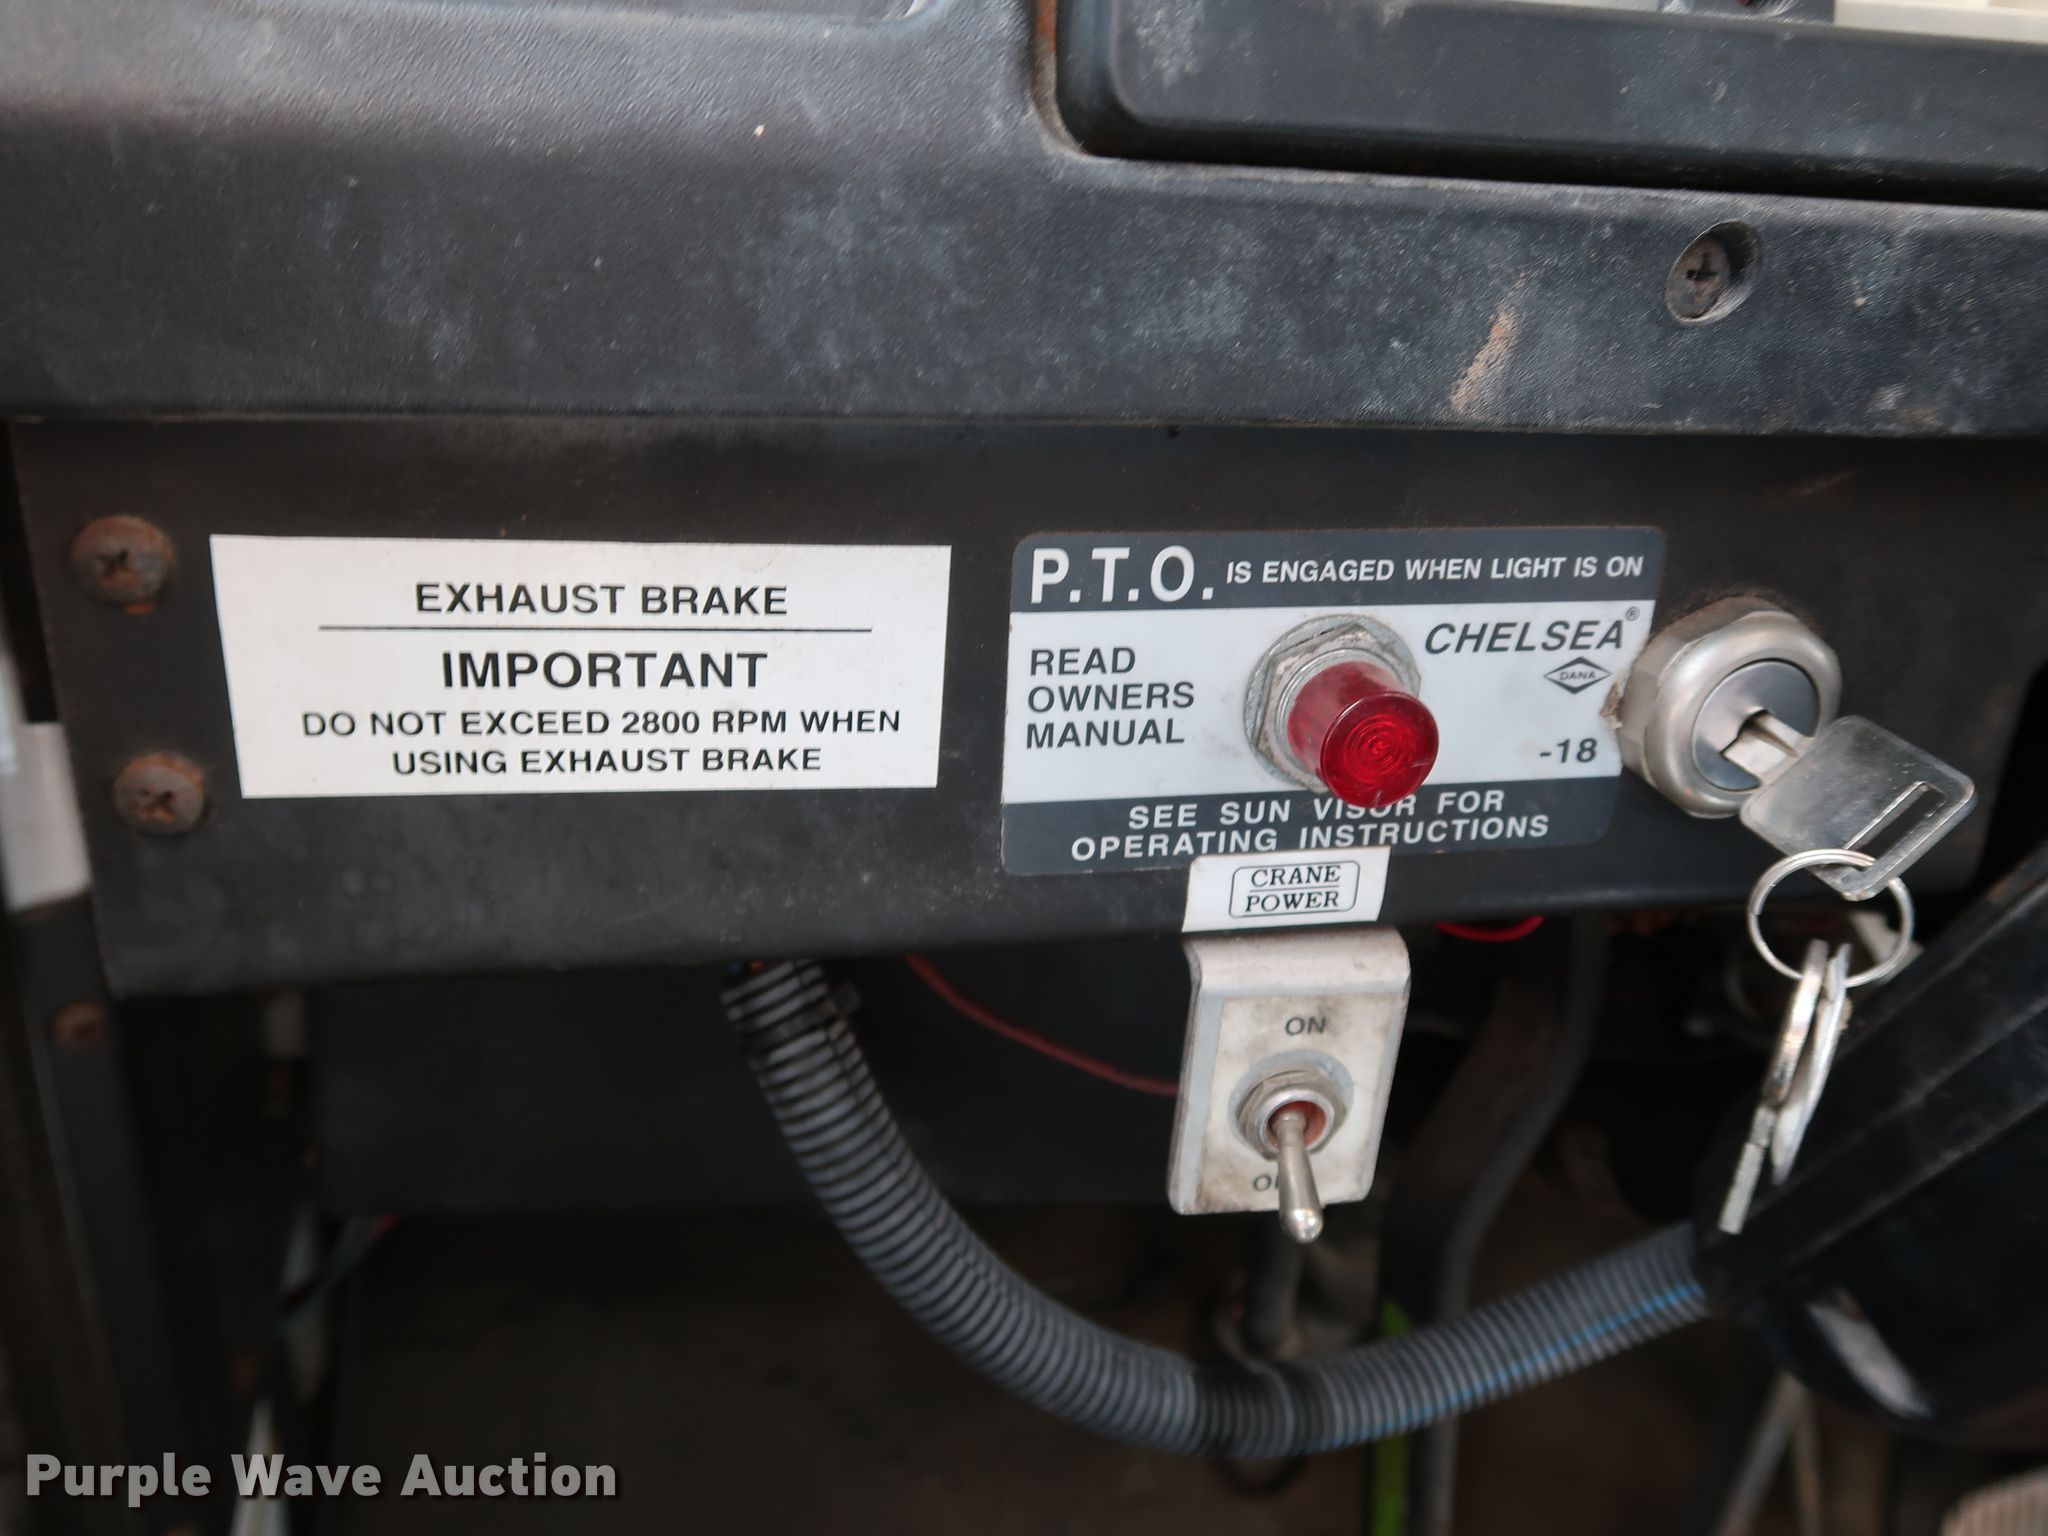 EXHAUST BRAKE
IMPORTANT
DO NOT EXCEED 2800 RPM WHEN
USING EXHAUST BRAKE
P.T.O. IS ENGAGED WHEN LIGHT IS ON
READ
OWNERS
MANUAL
CHELSEA®
DANA
-18
SEE SUN VISOR FOR
OPERATING INSTRUCTIONS
CRANE
POWER
ON
Purple Wave Auction